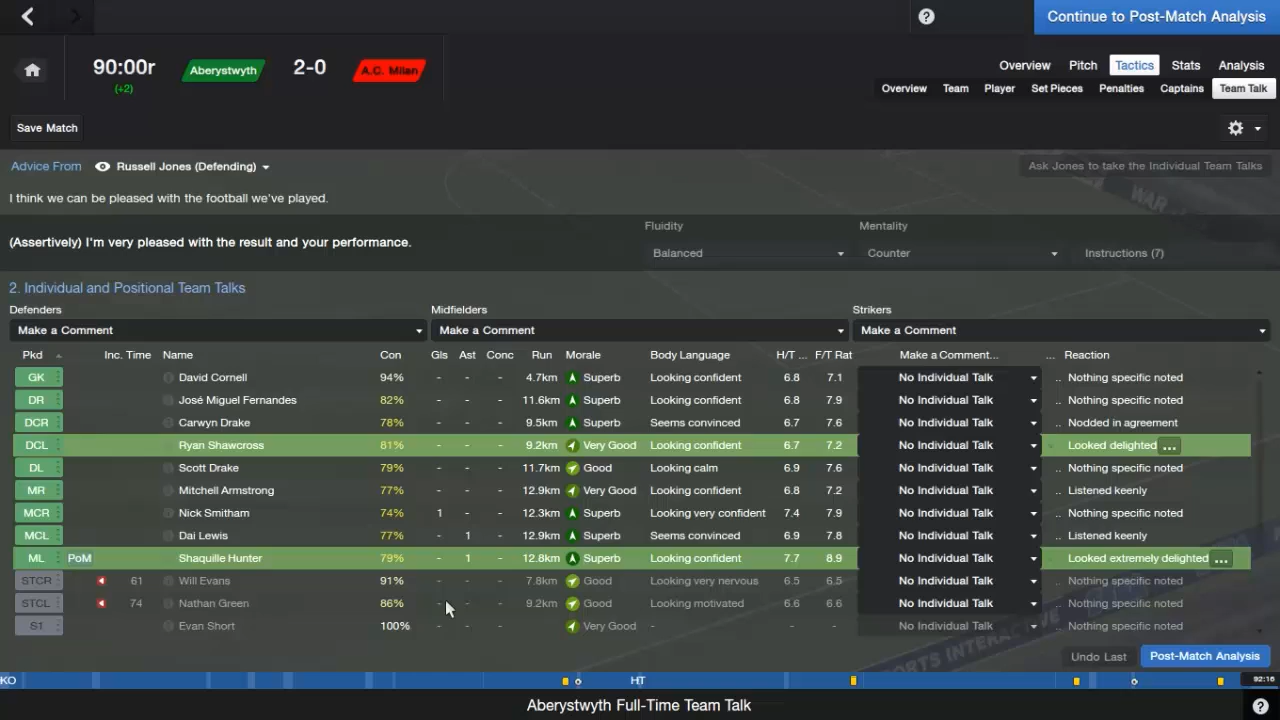 Continue to Post-Match Analysis
90:00r
(+2)
Aberystwyth
2-0
A.C. Milan
Overview Pitch Tactics Stats Analysis
Overview Team Player Set Pieces Penalties Captains Team Talk
Save Match
Advice From Russell Jones (Defending)
Ask Jones to take the Individual Team Talks
I think we can be pleased with the football we've played.
(Assertively) I'm very pleased with the result and your performance.
Fluidity
Balanced
Mentality
Counter
Instructions (7)
2. Individual and Positional Team Talks
Defenders Midfielders Strikers
Make a Comment Make a Comment Make a Comment
Pkd Inc. Time Name Con Gls Ast Conc Run Morale Body Language H/T ... F/T Rat Make a Comment... ... Reaction
GK David Cornell 94% - - - 4.7km Superb Looking confident 6.8 7.1 No Individual Talk .. Nothing specific noted
DR José Miguel Fernandes 82% - - - 11.6km Superb Looking confident 6.8 7.9 No Individual Talk .. Nothing specific noted
DCR Carwyn Drake 78% - - - 9.5km Superb Seems convinced 6.7 7.6 No Individual Talk .. Nodded in agreement
DCL Ryan Shawcross 81% - - - 9.2km Very Good Looking confident 6.7 7.2 No Individual Talk Looked delighted ...
DL Scott Drake 79% - - - 11.7km Good Looking calm 6.9 7.6 No Individual Talk .. Nothing specific noted
MR Mitchell Armstrong 77% - - - 12.9km Very Good Looking confident 6.8 7.2 No Individual Talk .. Listened keenly
MCR Nick Smitham 74% 1 - - 12.3km Superb Looking very confident 7.4 7.9 No Individual Talk .. Nothing specific noted
MCL Dai Lewis 77% - 1 - 12.9km Superb Seems convinced 6.9 7.8 No Individual Talk .. Listened keenly
ML PoM Shaquille Hunter 79% - 1 - 12.8km Superb Looking confident 7.7 8.9 No Individual Talk Looked extremely delighted ...
STCR 61 Will Evans 91% - - - 7.8km Good Looking very nervous 6.5 6.5 No Individual Talk .. Nothing specific noted
STCL 74 Nathan Green 86% - - - 9.2km Good Looking motivated 6.6 6.6 No Individual Talk .. Nothing specific noted
S1 Evan Short 100% - - - Very Good - - - No Individual Talk .. Nothing specific noted
Undo Last Post-Match Analysis
KO HT 92:16
Aberystwyth Full-Time Team Talk